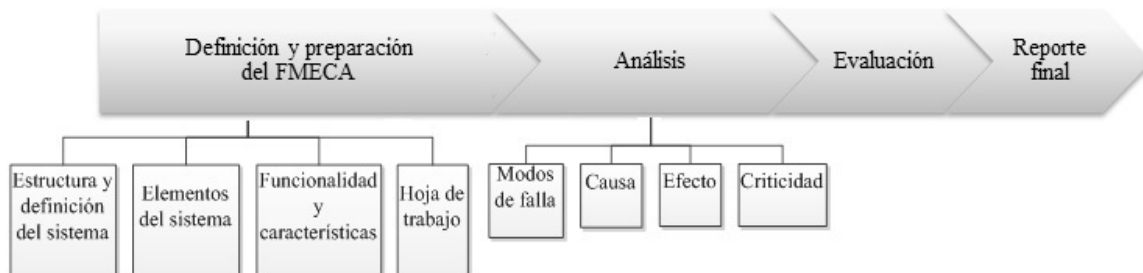 Definición y preparación
del FMECA
Análisis
Evaluación
Reporte
final
Estructura y
definición
del sistema
Elementos
del sistema
Funcionalidad
y
características
Hoja de
trabajo
Modos
de falla
Causa
Efecto
Criticidad